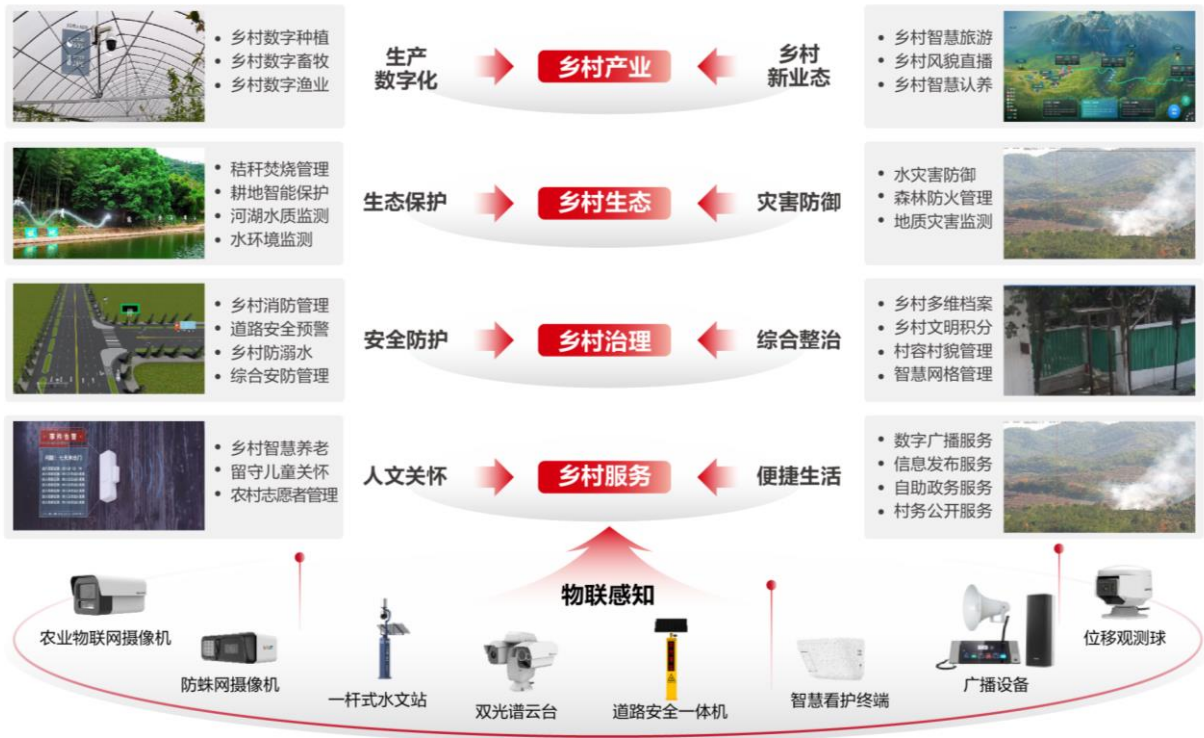 乡村数字种植
乡村数字畜牧
乡村数字渔业
生产
数字化
乡村产业
乡村
新业态
乡村智慧旅游
乡村风貌直播
乡村智慧认养
秸秆焚烧管理
耕地智能保护
河湖水质监测
水环境监测
生态保护
乡村生态
灾害防御
水灾害防御
森林防火管理
地质灾害监测
乡村消防管理
道路安全预警
乡村防溺水
综合安防管理
安全防护
乡村治理
综合整治
乡村多维档案
乡村文明积分
村容村貌管理
智慧网格管理
乡村智慧养老
留守儿童关怀
农村志愿者管理
人文关怀
乡村服务
便捷生活
数字广播服务
信息发布服务
自助政务服务
村务公开服务
物联感知
农业物联网摄像机
防蛛网摄像机
一杆式水文站
双光谱云台
道路安全一体机
智慧看护终端
广播设备
位移观测球